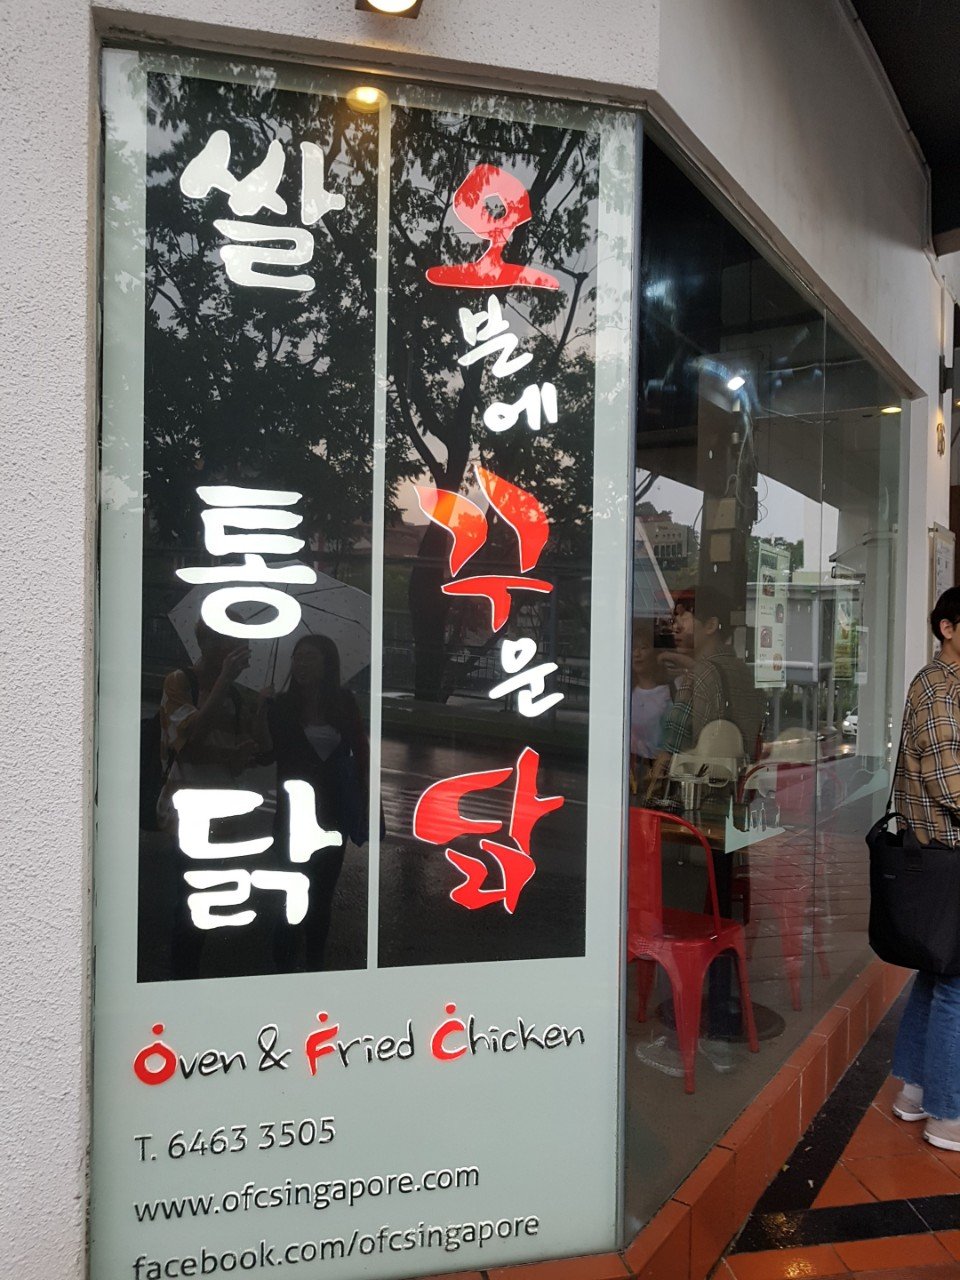 쌀통닭
오븐에꾸운닭
Oven & Fried Chicken
T. 6463 3505
www.ofcsingapore.com
facebook.com/ofcsingapore